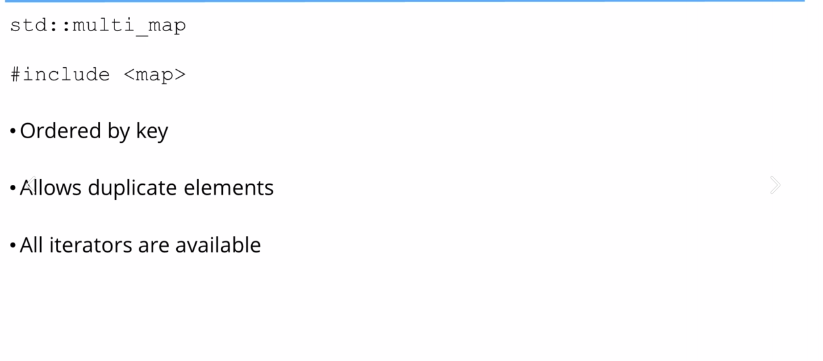 std::multi_map
#include <map>
• Ordered by key
• Allows duplicate elements
• All iterators are available